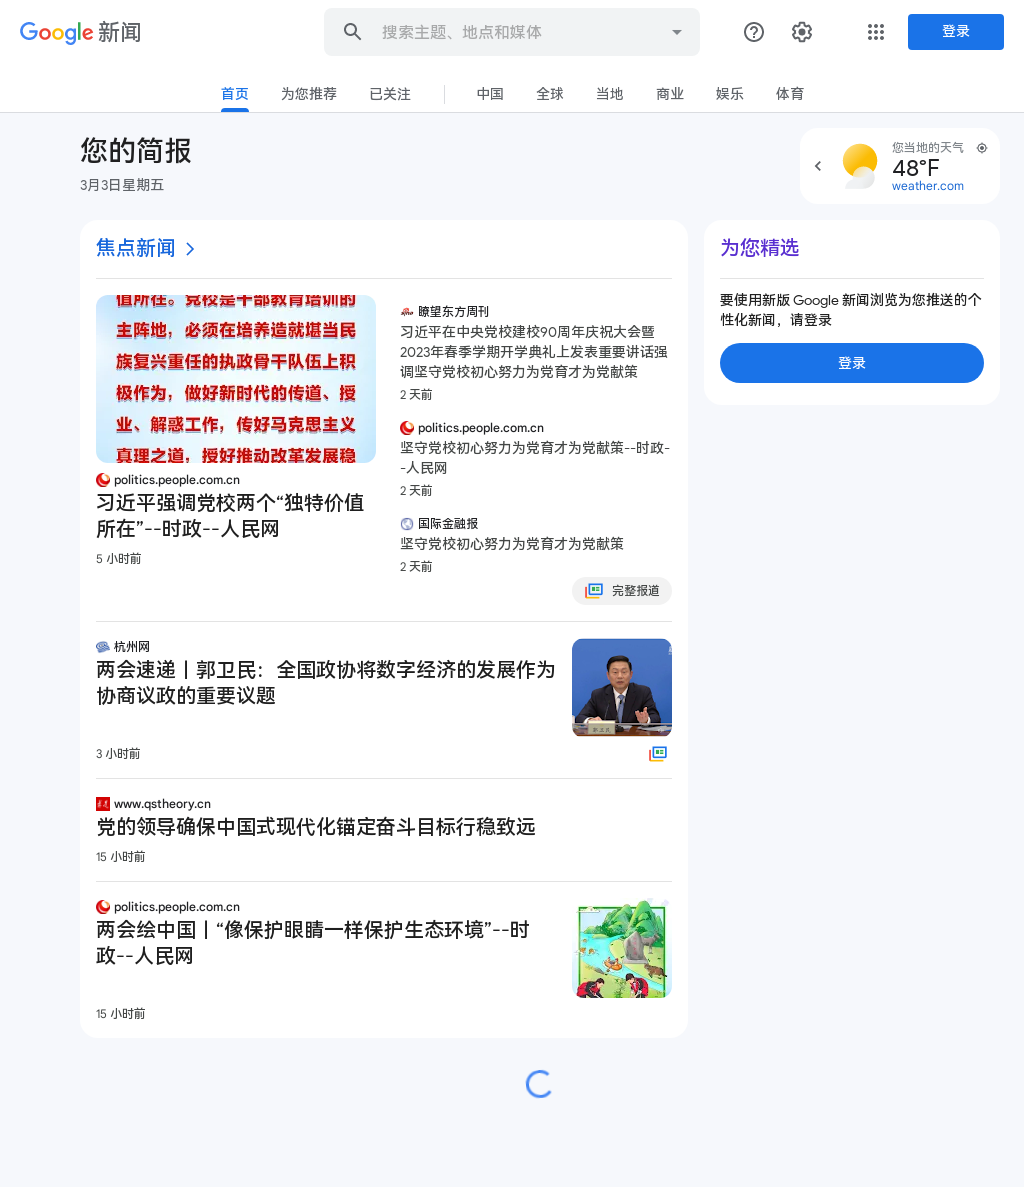 Google 新闻
搜索主题、地点和媒体
登录
首页
为您推荐
已关注
中国
全球
当地
商业
娱乐
体育
您的简报
3月3日星期五
您当地的天气
48°F
weather.com
焦点新闻
值所在。党校是干部教育培训的
主阵地，必须在培养造就堪当民
族复兴重任的执政骨干队伍上积
极作为，做好新时代的传道、授
业、解惑工作，传好马克思主义
真理之道，授好推动改革发展稳
politics.people.com.cn
习近平强调党校两个“独特价值
所在”--时政--人民网
5 小时前
瞭望东方周刊
习近平在中央党校建校90周年庆祝大会暨
2023年春季学期开学典礼上发表重要讲话强
调坚守党校初心努力为党育才为党献策
2 天前
politics.people.com.cn
坚守党校初心努力为党育才为党献策--时政-
-人民网
2 天前
国际金融报
坚守党校初心努力为党育才为党献策
2 天前
完整报道
杭州网
两会速递丨郭卫民：全国政协将数字经济的发展作为
协商议政的重要议题
3 小时前
郭卫民
www.qstheory.cn
党的领导确保中国式现代化锚定奋斗目标行稳致远
15 小时前
politics.people.com.cn
两会绘中国丨“像保护眼睛一样保护生态环境”--时
政--人民网
15 小时前
为您精选
要使用新版 Google 新闻浏览为您推送的个
性化新闻，请登录
登录